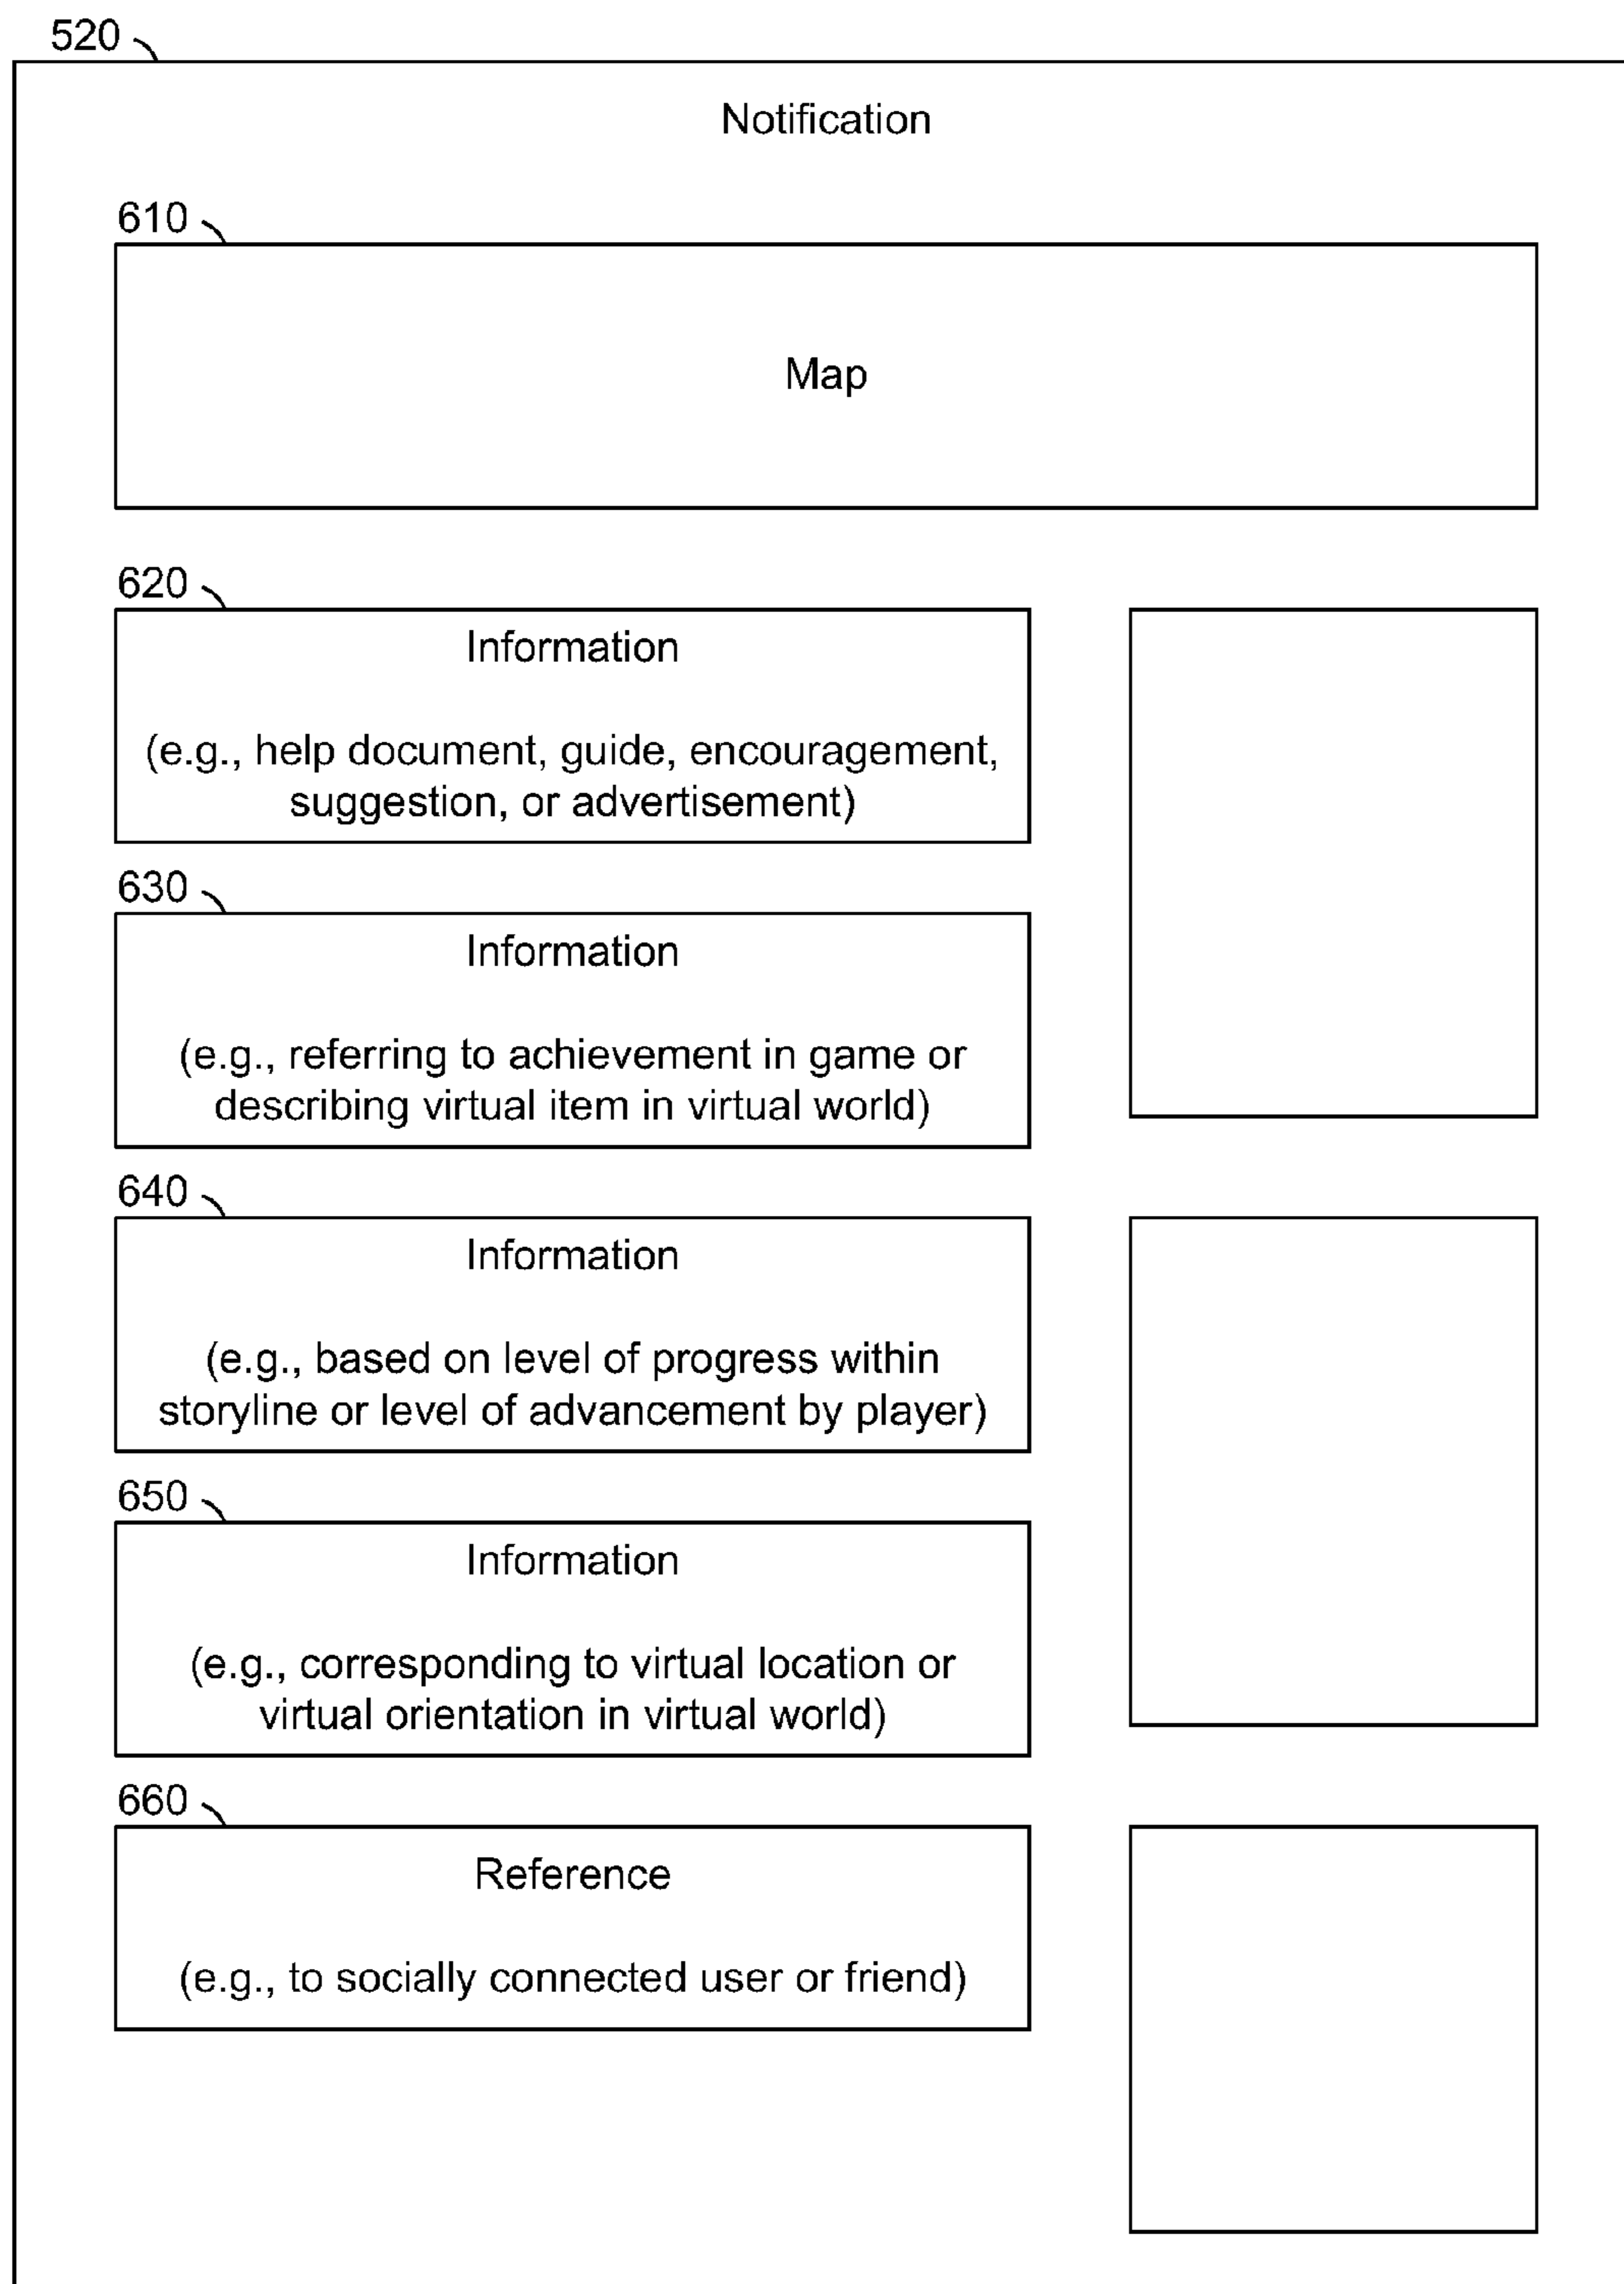 520
Notification
610
Map
620
Information
(e.g., help document, guide, encouragement,
suggestion, or advertisement)
630
Information
(e.g., referring to achievement in game or
describing virtual item in virtual world)
640
Information
(e.g., based on level of progress within
storyline or level of advancement by player)
650
Information
(e.g., corresponding to virtual location or
virtual orientation in virtual world)
660
Reference
(e.g., to socially connected user or friend)